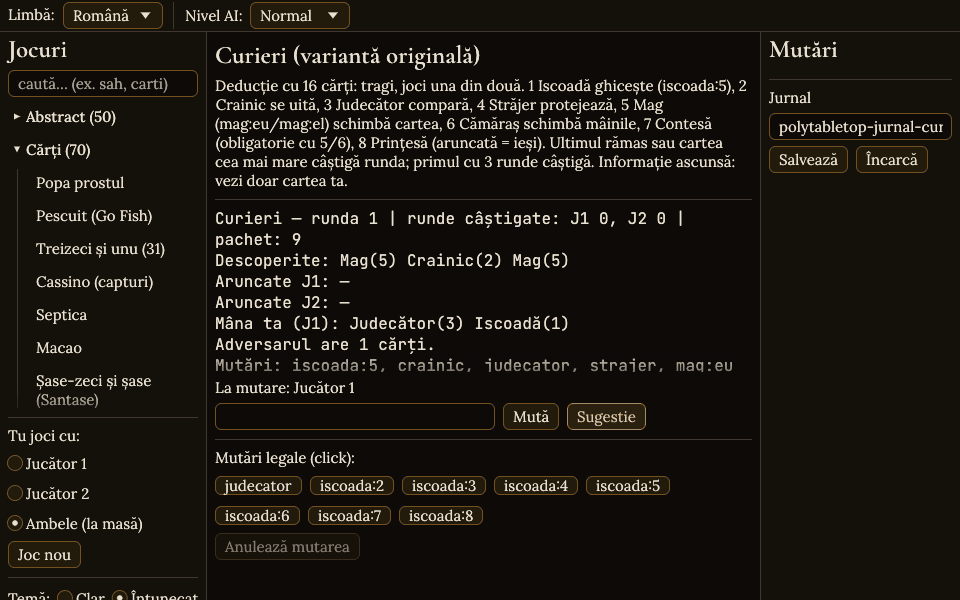 Limbă: Română ▼ Nivel AI: Normal ▼
Jocuri
caută... (ex. sah, carti)
▸ Abstract (50)
▾ Cărți (70)
Popa prostul
Pescuit (Go Fish)
Treizeci și unu (31)
Cassino (capturi)
Septica
Macao
Șase-zeci și șase
(Santase)
Tu joci cu:
Jucător 1
Jucător 2
Ambele (la masă)
Joc nou
Temă: Clar Întunecat
Curieri (variantă originală)
Deducție cu 16 cărți: tragi, joci una din două. 1 Iscoadă ghicește (iscoada:5), 2
Crainic se uită, 3 Judecător compară, 4 Străjer protejează, 5 Mag
(mag:eu/mag:el) schimbă cartea, 6 Cămăraș schimbă mâinile, 7 Contesă
(obligatorie cu 5/6), 8 Prințesă (aruncată = ieși). Ultimul rămas sau cartea
cea mai mare câștigă runda; primul cu 3 runde câștigă. Informație ascunsă:
vezi doar cartea ta.
Curieri — runda 1 | runde câștigate: J1 0, J2 0 |
pachet: 9
Descoperite: Mag(5) Crainic(2) Mag(5)
Aruncate J1: —
Aruncate J2: —
Mâna ta (J1): Judecător(3) Iscoadă(1)
Adversarul are 1 cărți.
Mutări: iscoada:5, crainic, judecator, strajer, mag:eu
La mutare: Jucător 1
Mută Sugestie
Mutări legale (click):
judecator iscoada:2 iscoada:3 iscoada:4 iscoada:5
iscoada:6 iscoada:7 iscoada:8
Anulează mutarea
Mutări
Jurnal
polytabletop-jurnal-cur
Salvează Încarcă